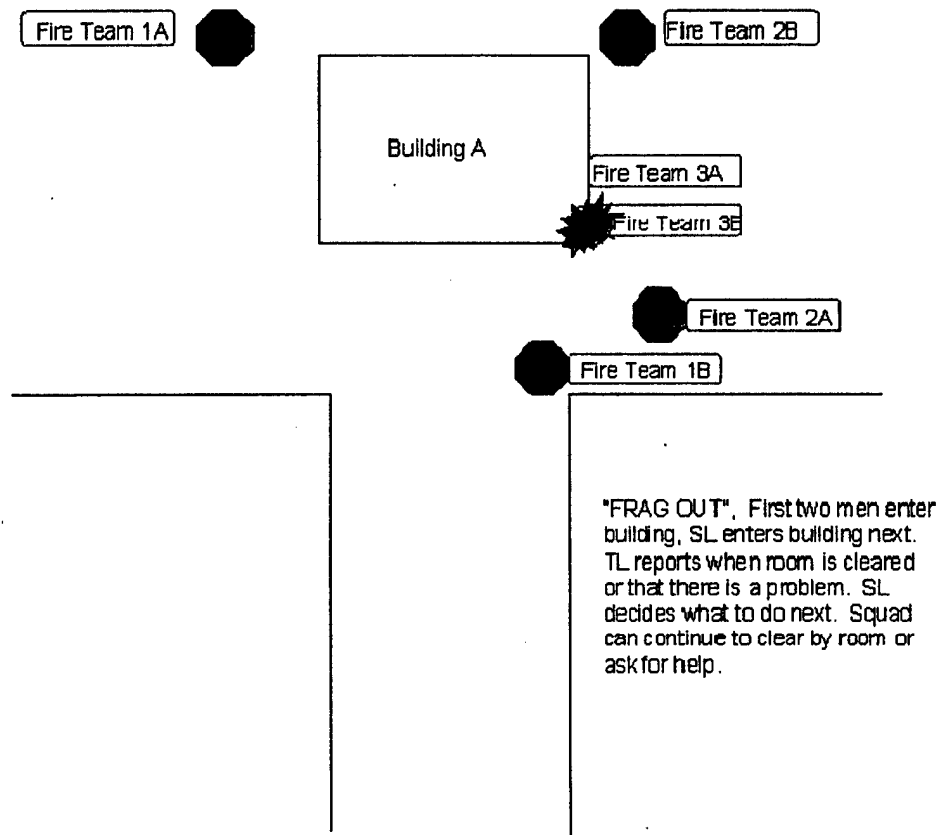 Fire Team 1A
Fire Team 2B
Building A
Fire Team 3A
Fire Team 3B
Fire Team 2A
Fire Team 1B
"FRAG OUT", First two men enter
building, SL enters building next.
TL reports when room is cleared
or that there is a problem. SL
decides what to do next. Squad
can continue to clear by room or
ask for help.